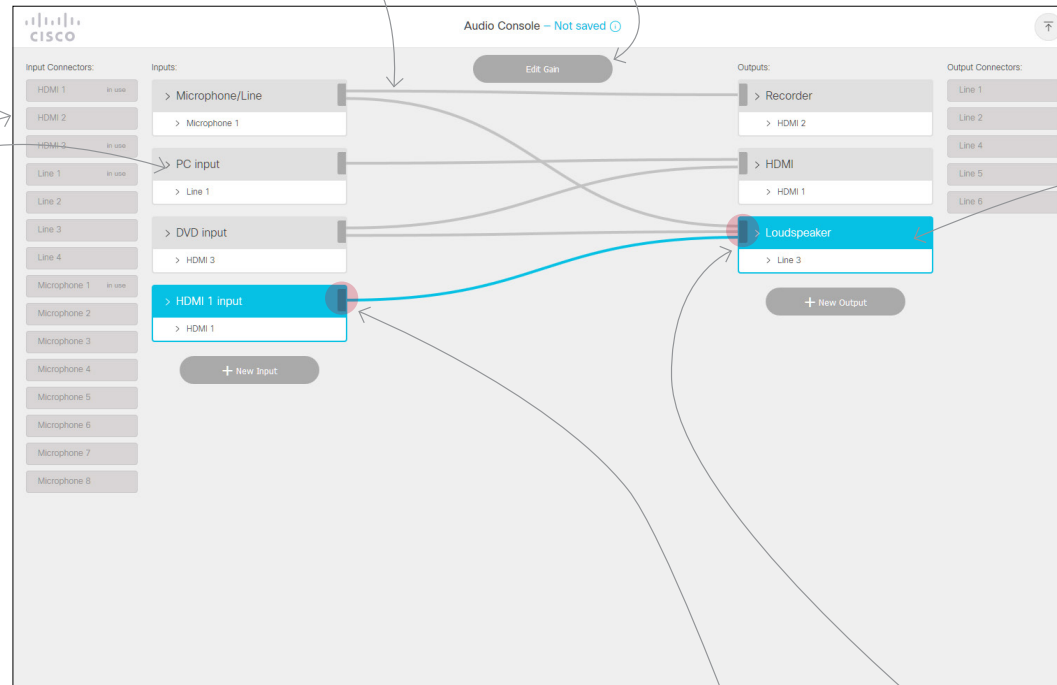 CISCO
Audio Console – Not saved
Edit Gain
Input Connectors:
HDMI 1 in use
HDMI 2
HDMI 3 in use
Line 1 in use
Line 2
Line 3
Line 4
Microphone 1 in use
Microphone 2
Microphone 3
Microphone 4
Microphone 5
Microphone 6
Microphone 7
Microphone 8
Inputs:
> Microphone/Line
> Microphone 1
> PC input
> Line 1
> DVD input
> HDMI 3
> HDMI 1 input
> HDMI 1
+ New Input
Outputs:
> Recorder
> HDMI 2
> HDMI
> HDMI 1
> Loudspeaker
> Line 3
+ New Output
Output Connectors:
Line 1
Line 2
Line 4
Line 5
Line 6